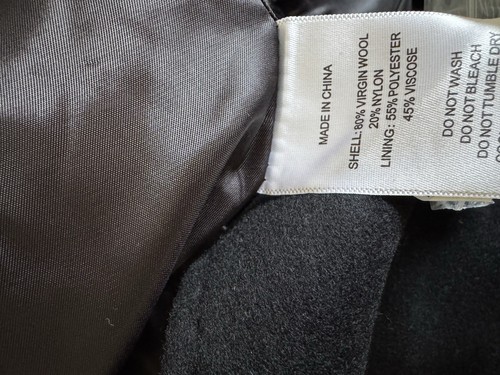 MADE IN CHINA
SHELL: 80% VIRGIN WOOL
20% NYLON
LINING: 55% POLYESTER
45% VISCOSE
DO NOT WASH
DO NOT BLEACH
DO NOT TUMBLE DRY